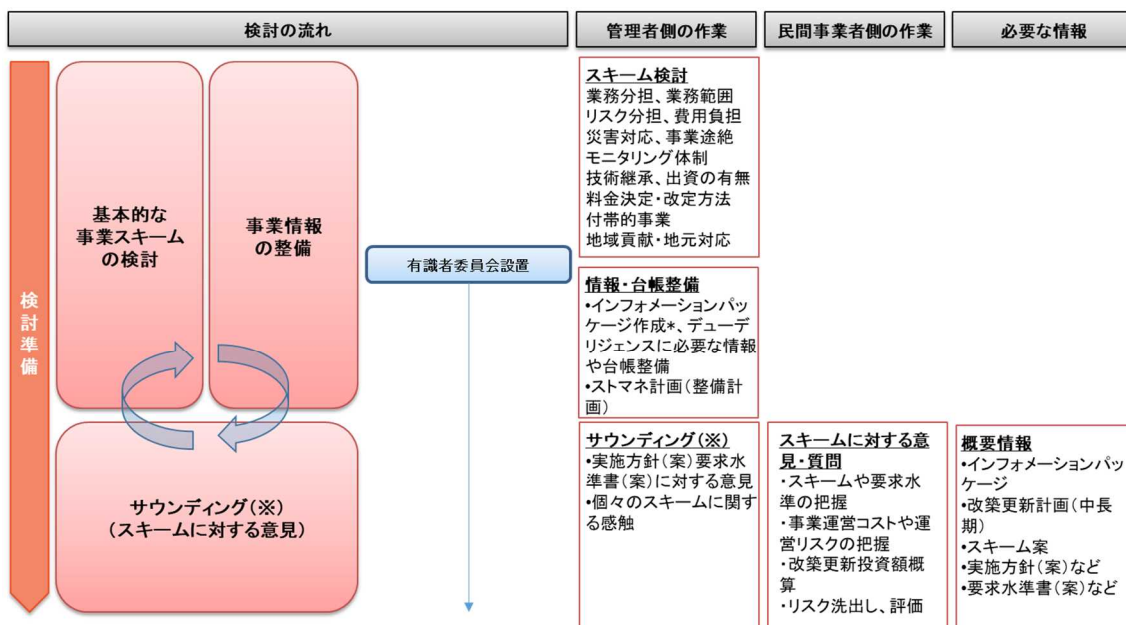 検討の流れ
管理者側の作業
民間事業者側の作業
必要な情報
検討準備
基本的な
事業スキーム
の検討
事業情報
の整備
有識者委員会設置
サウンディング(※)
(スキームに対する意見)
スキーム検討
業務分担、業務範囲
リスク分担、費用負担
災害対応、事業途絶
モニタリング体制
技術継承、出資の有無
料金決定・改定方法
付帯的事業
地域貢献・地元対応
情報・台帳整備
•インフォメーションパッ
ケージ作成*、デューデ
リジェンスに必要な情報
や台帳整備
•ストマネ計画(整備計
画)
サウンディング(※)
•実施方針(案)要求水
準書(案)に対する意見
•個々のスキームに関す
る感触
スキームに対する意
見・質問
・スキームや要求水
準の把握
・事業運営コストや運
営リスクの把握
・改築更新投資額概
算
・リスク洗出し、評価
概要情報
•インフォメーションパッ
ケージ
•改築更新計画(中長
期)
•スキーム案
•実施方針(案)など
•要求水準書(案)など